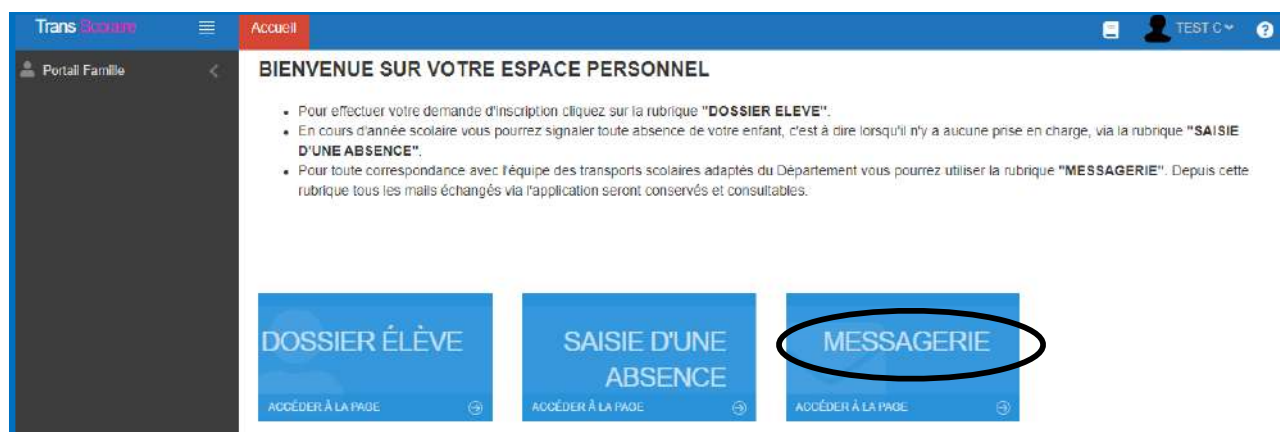 Trans Scolaire
Accueil
TEST C
Portail Famille
BIENVENUE SUR VOTRE ESPACE PERSONNEL
Pour effectuer votre demande d'inscription cliquez sur la rubrique "DOSSIER ELEVE".
En cours d'année scolaire vous pourrez signaler toute absence de votre enfant, c'est à dire lorsqu'il n'y a aucune prise en charge, via la rubrique "SAISIE
D'UNE ABSENCE".
Pour toute correspondance avec l'équipe des transports scolaires adaptés du Département vous pourrez utiliser la rubrique "MESSAGERIE". Depuis cette
rubrique tous les mails échangés via l'application seront conservés et consultables.
DOSSIER ÉLÈVE
ACCÉDER À LA PAGE
SAISIE D'UNE
ABSENCE
ACCÉDER À LA PAGE
MESSAGERIE
ACCÉDER À LA PAGE